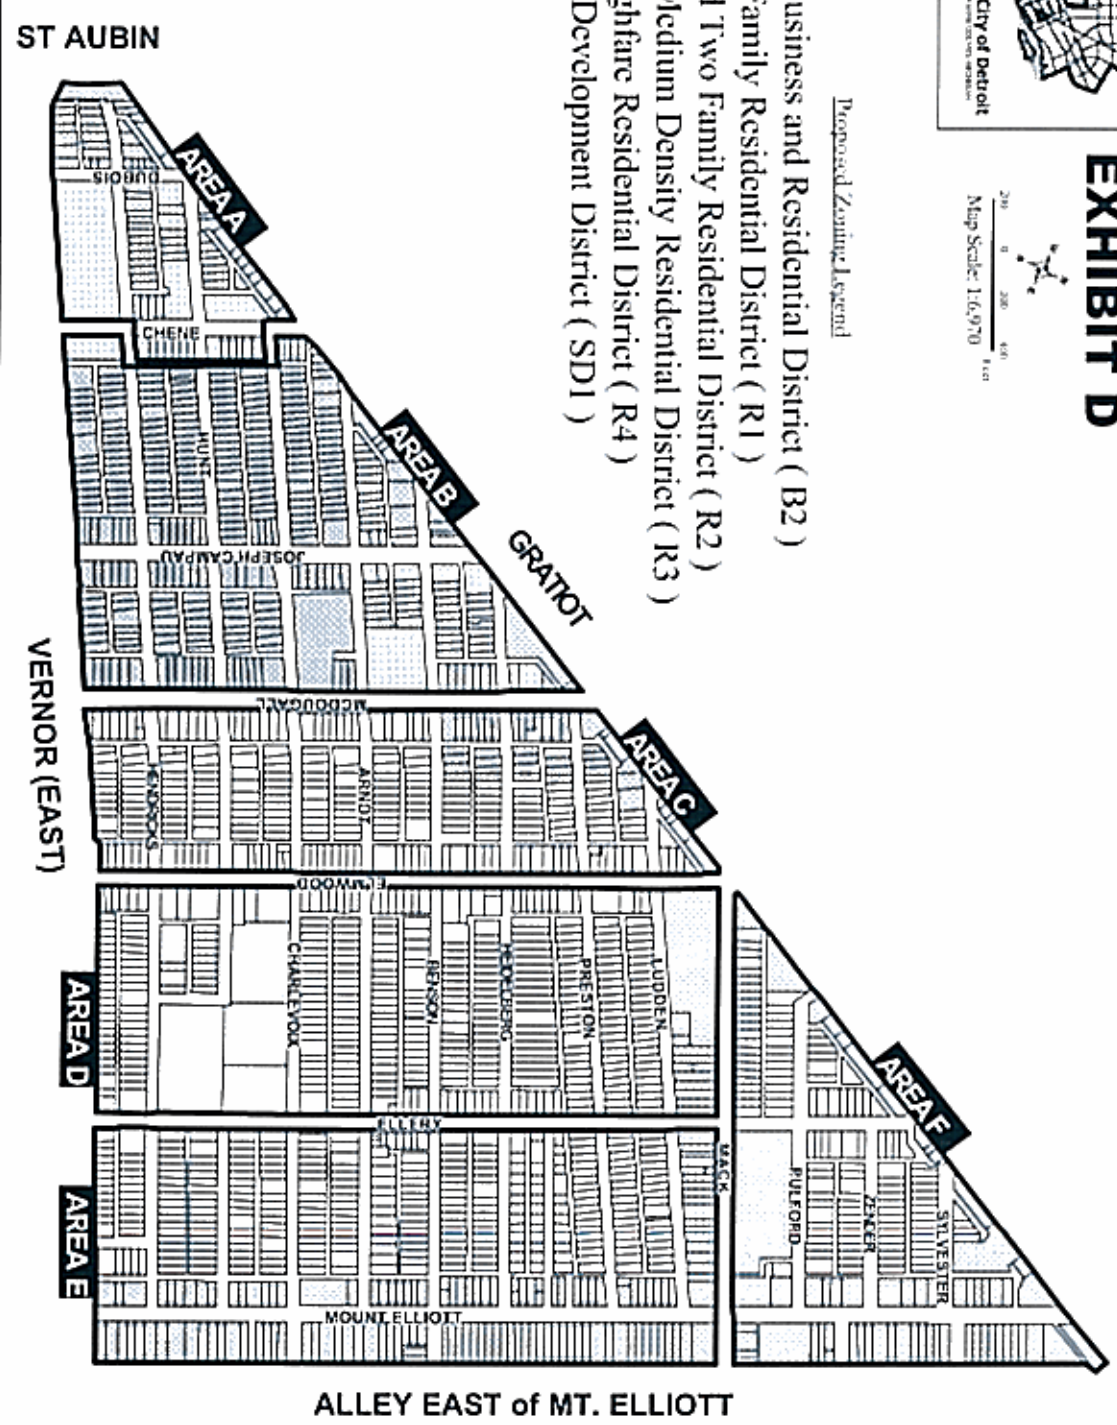 EXHIBIT D
City of Detroit
Map Scale: 1:6,970
Proposed Zoning Legend
usiness and Residential District ( B2 )
amily Residential District ( R1 )
l Two Family Residential District ( R2 )
Medium Density Residential District ( R3 )
ghfare Residential District ( R4 )
Development District ( SD1 )
ST AUBIN
AREA A
DUBOIS
CHENE
AREA B
HUNT
JOSEPH CAMPAU
GRATIOT
MCDOUGALL
VERNOR (EAST)
AREA C
HENDRICKS
ARNDT
ELMWOOD
AREA D
CHARLEVOIX
BENSON
HEIDELBERG
PRESTON
LUDDEN
ELLERY
AREA E
MACK
AREA F
PULFORD
ZENDER
SYLVESTER
MOUNT ELLIOTT
ALLEY EAST of MT. ELLIOTT